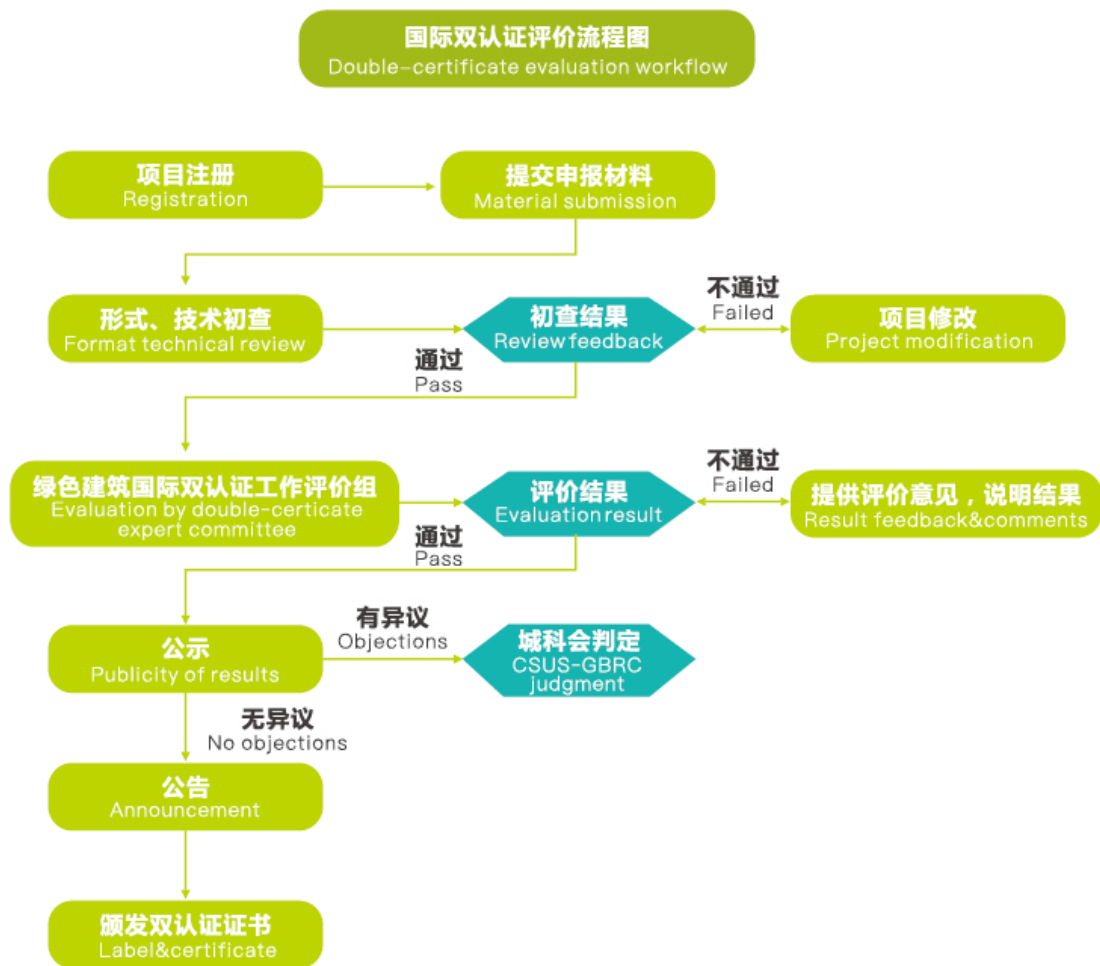 国际双认证评价流程图
Double-certificate evaluation workflow
项目注册
Registration
提交申报材料
Material submission
形式、技术初查
Format technical review
初查结果
Review feedback
不通过
Failed
项目修改
Project modification
通过
Pass
绿色建筑国际双认证工作评价组
Evaluation by double-certicate
expert committee
评价结果
Evaluation result
不通过
Failed
提供评价意见，说明结果
Result feedback&comments
通过
Pass
公示
Publicity of results
有异议
Objections
城科会判定
CSUS-GBRC
judgment
无异议
No objections
公告
Announcement
颁发双认证证书
Label&certificate